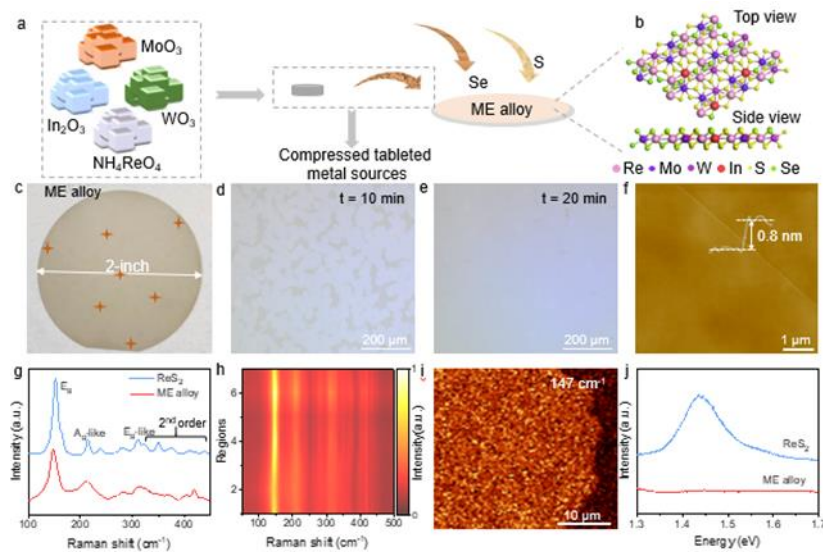 a
MoO₃
In₂O₃
WO₃
NH₄ReO₄
Compressed tableted
metal sources
Se
S
ME alloy
b
Top view
Side view
Re Mo W In S Se
c
ME alloy
2-inch
d
t = 10 min
200 μm
e
t = 20 min
200 μm
f
0.8 nm
1 μm
g
ReS₂
ME alloy
E_g
A_g-like
E_g-like
2nd order
Intensity (a.u.)
100 200 300 400
Raman shift (cm⁻¹)
h
Regions
6
4
2
100 200 300 400 500
Raman shift (cm⁻¹)
1
0
Intensity(a.u.)
i
147 cm⁻¹
10 μm
j
Intensity (a.u.)
ReS₂
ME alloy
1.3 1.4 1.5 1.6 1.7
Energy (eV)